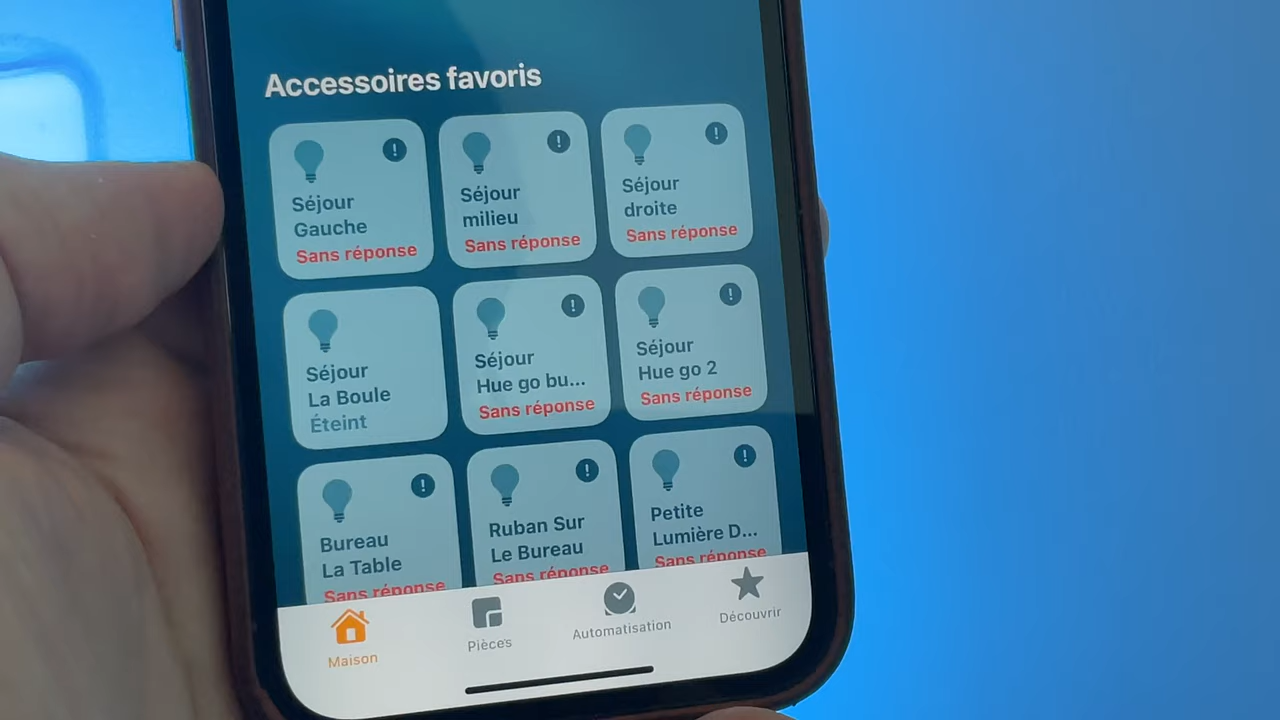 Accessoires favoris
!
Séjour
Gauche
Sans réponse
!
Séjour
milieu
Sans réponse
!
Séjour
droite
Sans réponse
Séjour
La Boule
Éteint
!
Séjour
Hue go bu...
Sans réponse
!
Séjour
Hue go 2
Sans réponse
!
Bureau
La Table
Sans réponse
!
Ruban Sur
Le Bureau
Sans réponse
!
Petite
Lumière D...
Sans réponse
Maison
Pièces
Automatisation
Découvrir